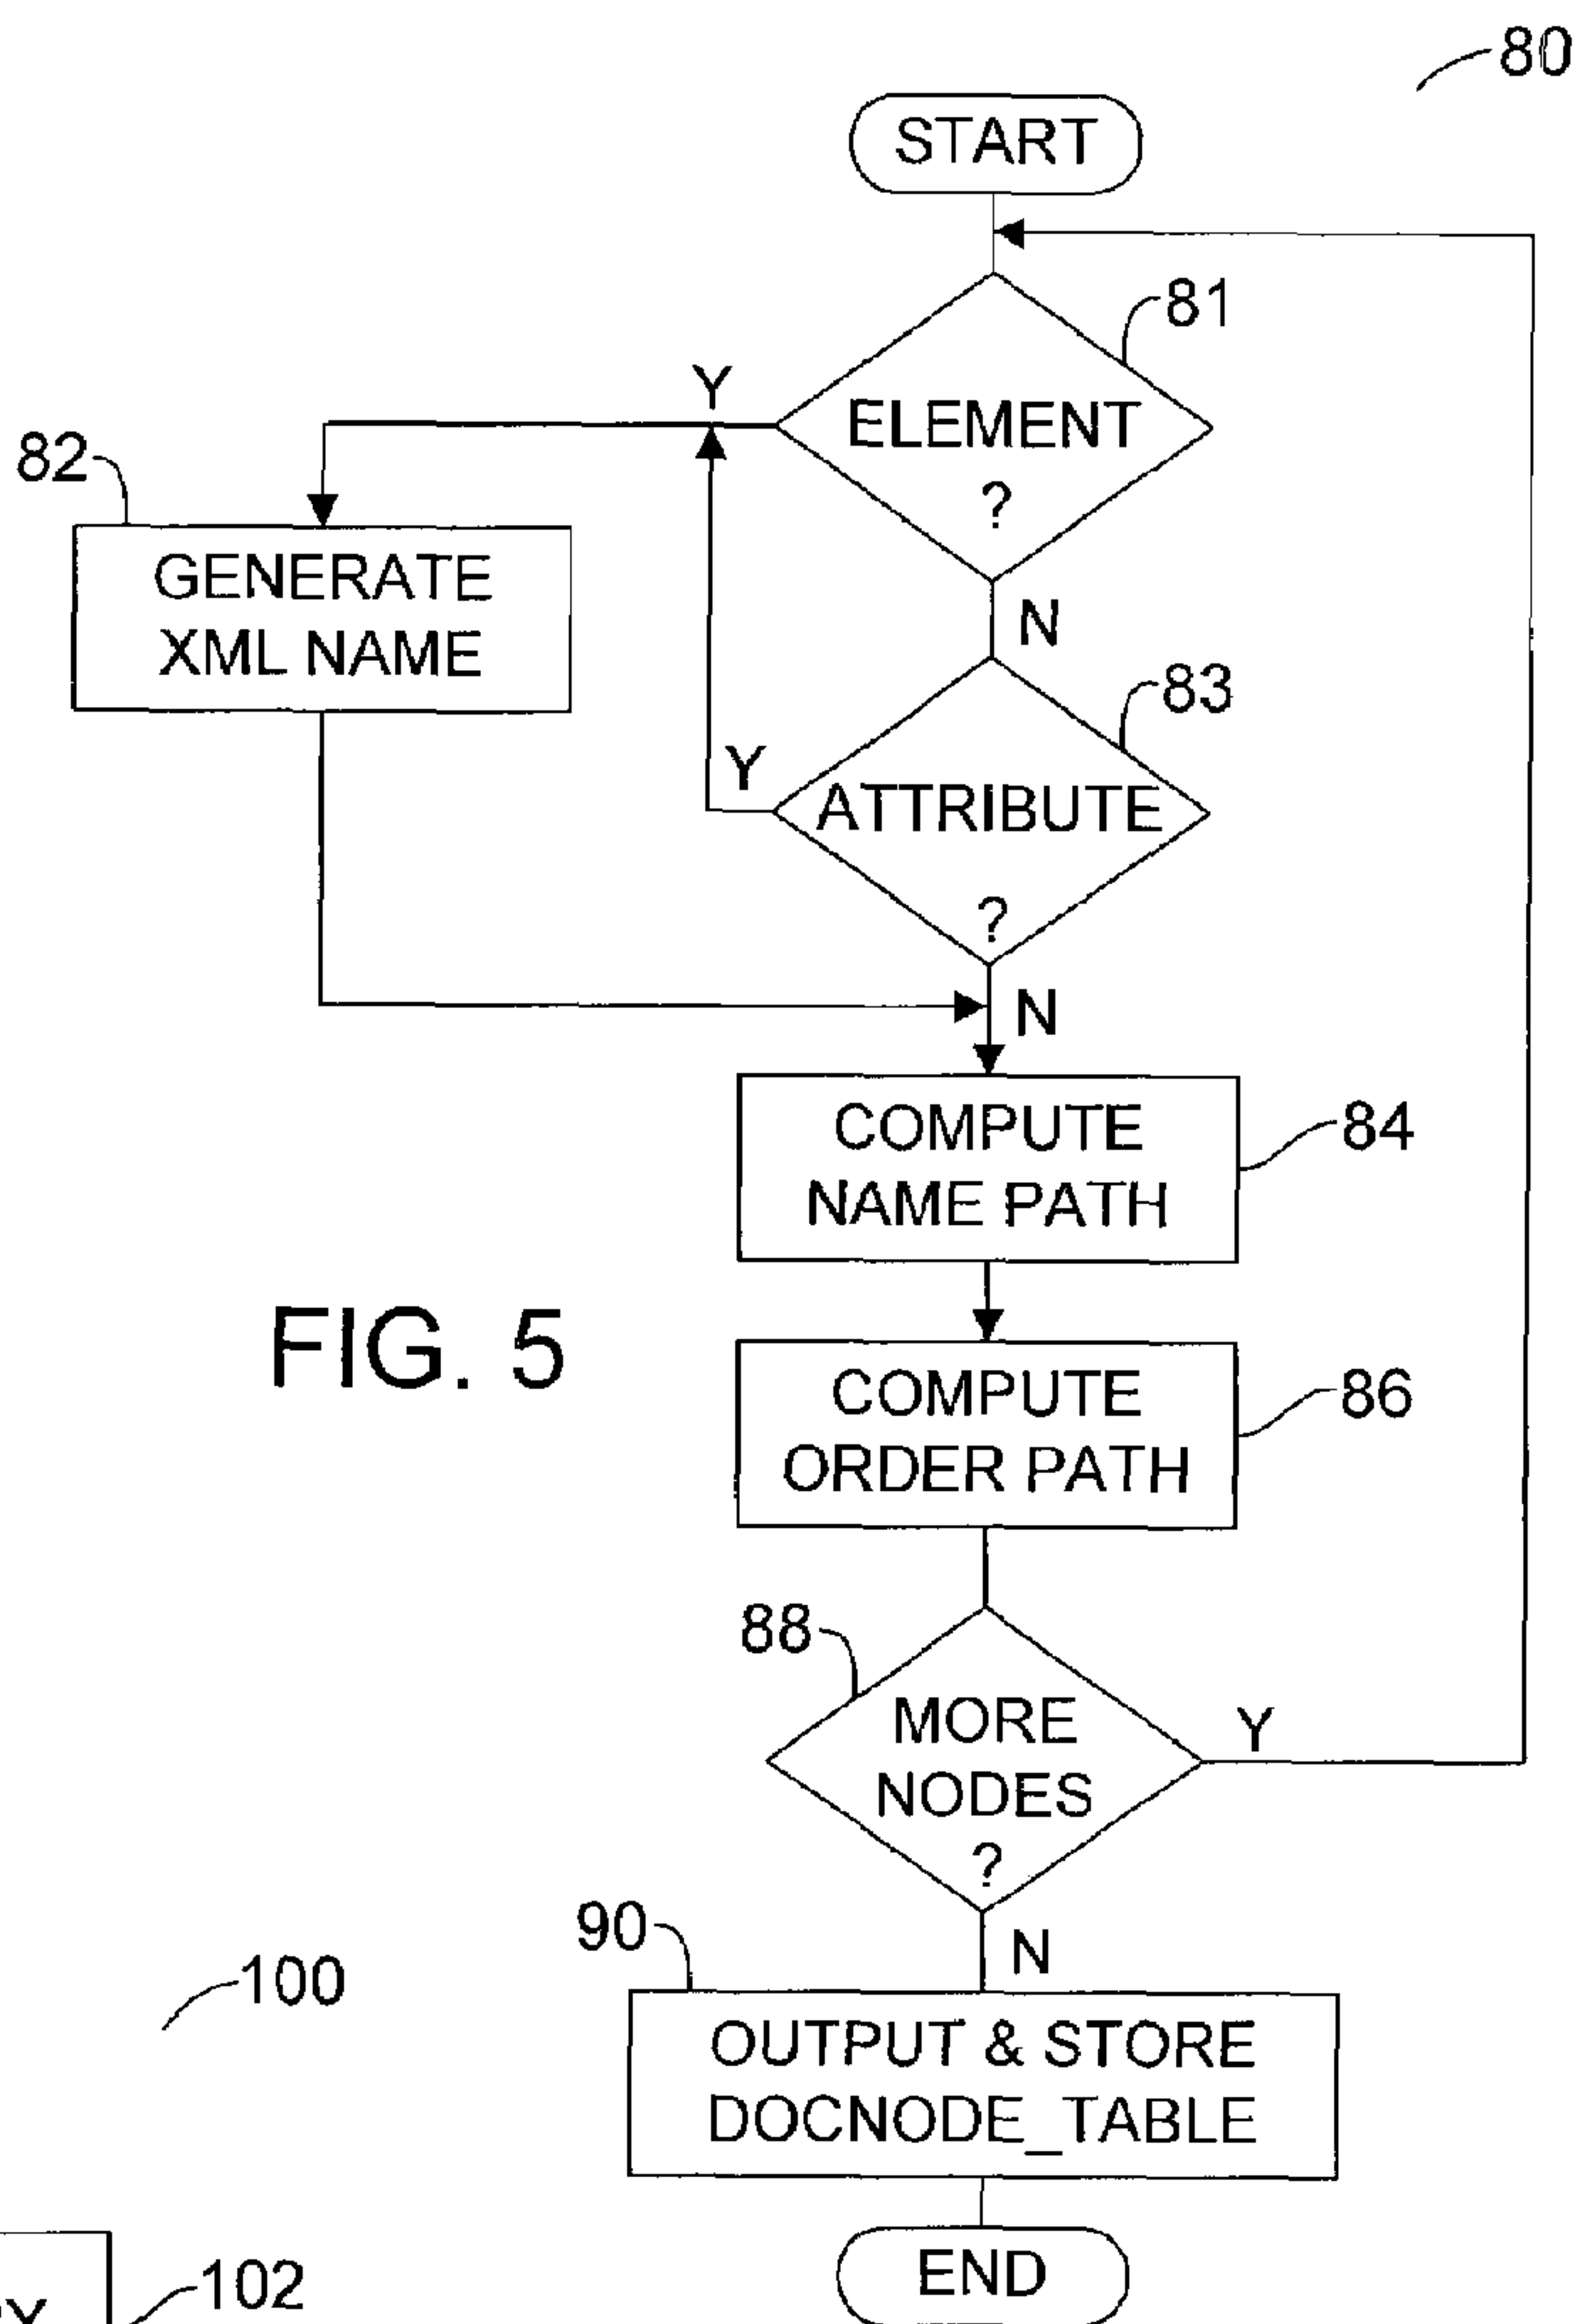 80
START
81
ELEMENT
?
Y
82
GENERATE
XML NAME
N
83
ATTRIBUTE
?
Y
N
COMPUTE
NAME PATH
84
FIG. 5
COMPUTE
ORDER PATH
86
88
MORE
NODES
?
Y
N
90
100
OUTPUT & STORE
DOCNODE_TABLE
END
102